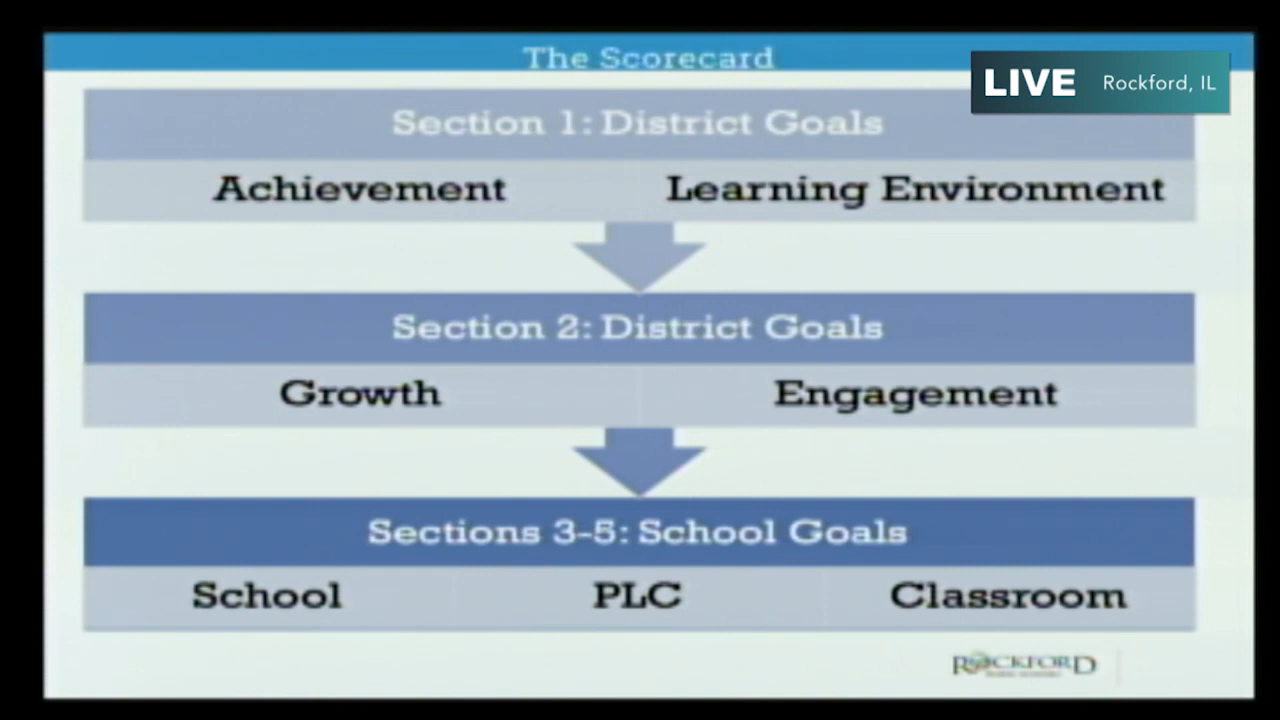 The Scorecard
LIVE Rockford, IL
Section 1: District Goals
Achievement Learning Environment
Section 2: District Goals
Growth Engagement
Sections 3-5: School Goals
School PLC Classroom
ROCKFORD